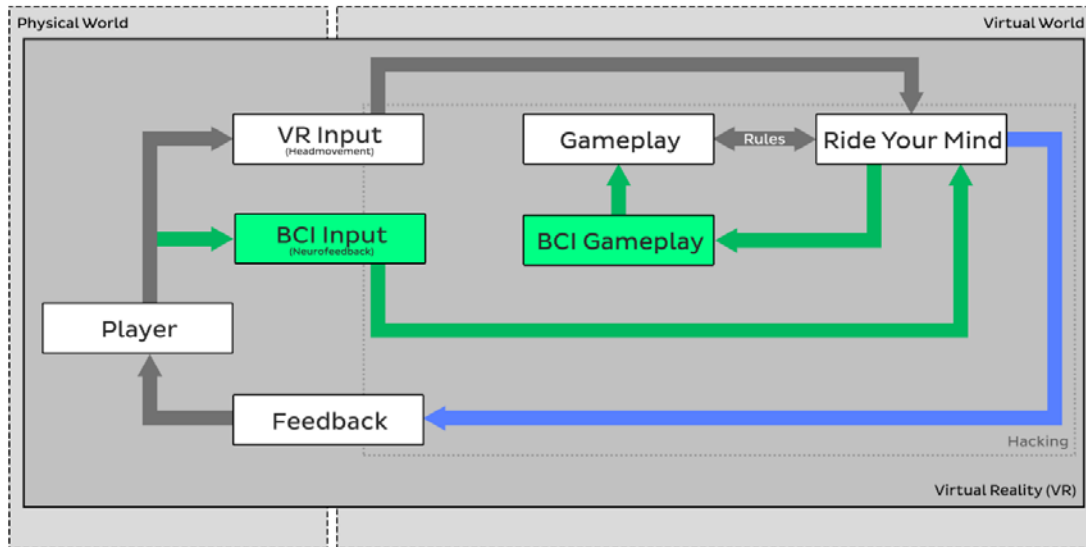 Physical World
Virtual World
VR Input
(Headmovement)
Gameplay
Rules
Ride Your Mind
BCI Input
(Neurofeedback)
BCI Gameplay
Player
Feedback
Hacking
Virtual Reality (VR)